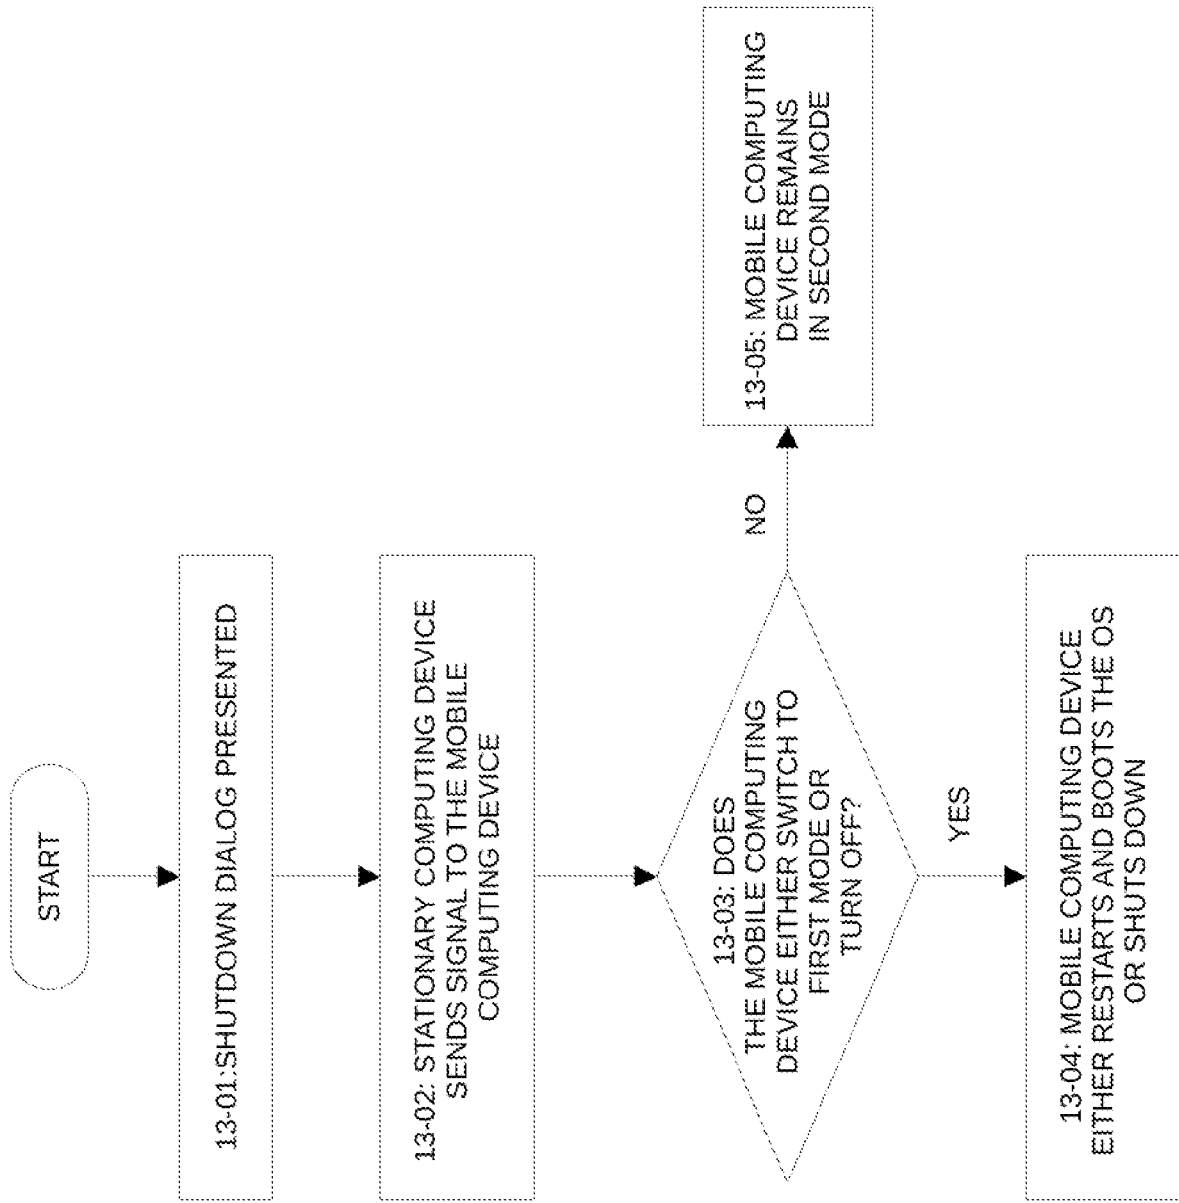 START
13-01:SHUTDOWN DIALOG PRESENTED
13-02: STATIONARY COMPUTING DEVICE
SENDS SIGNAL TO THE MOBILE
COMPUTING DEVICE
13-03: DOES
THE MOBILE COMPUTING
DEVICE EITHER SWITCH TO
FIRST MODE OR
TURN OFF?
NO
13-05: MOBILE COMPUTING
DEVICE REMAINS
IN SECOND MODE
YES
13-04: MOBILE COMPUTING DEVICE
EITHER RESTARTS AND BOOTS THE OS
OR SHUTS DOWN